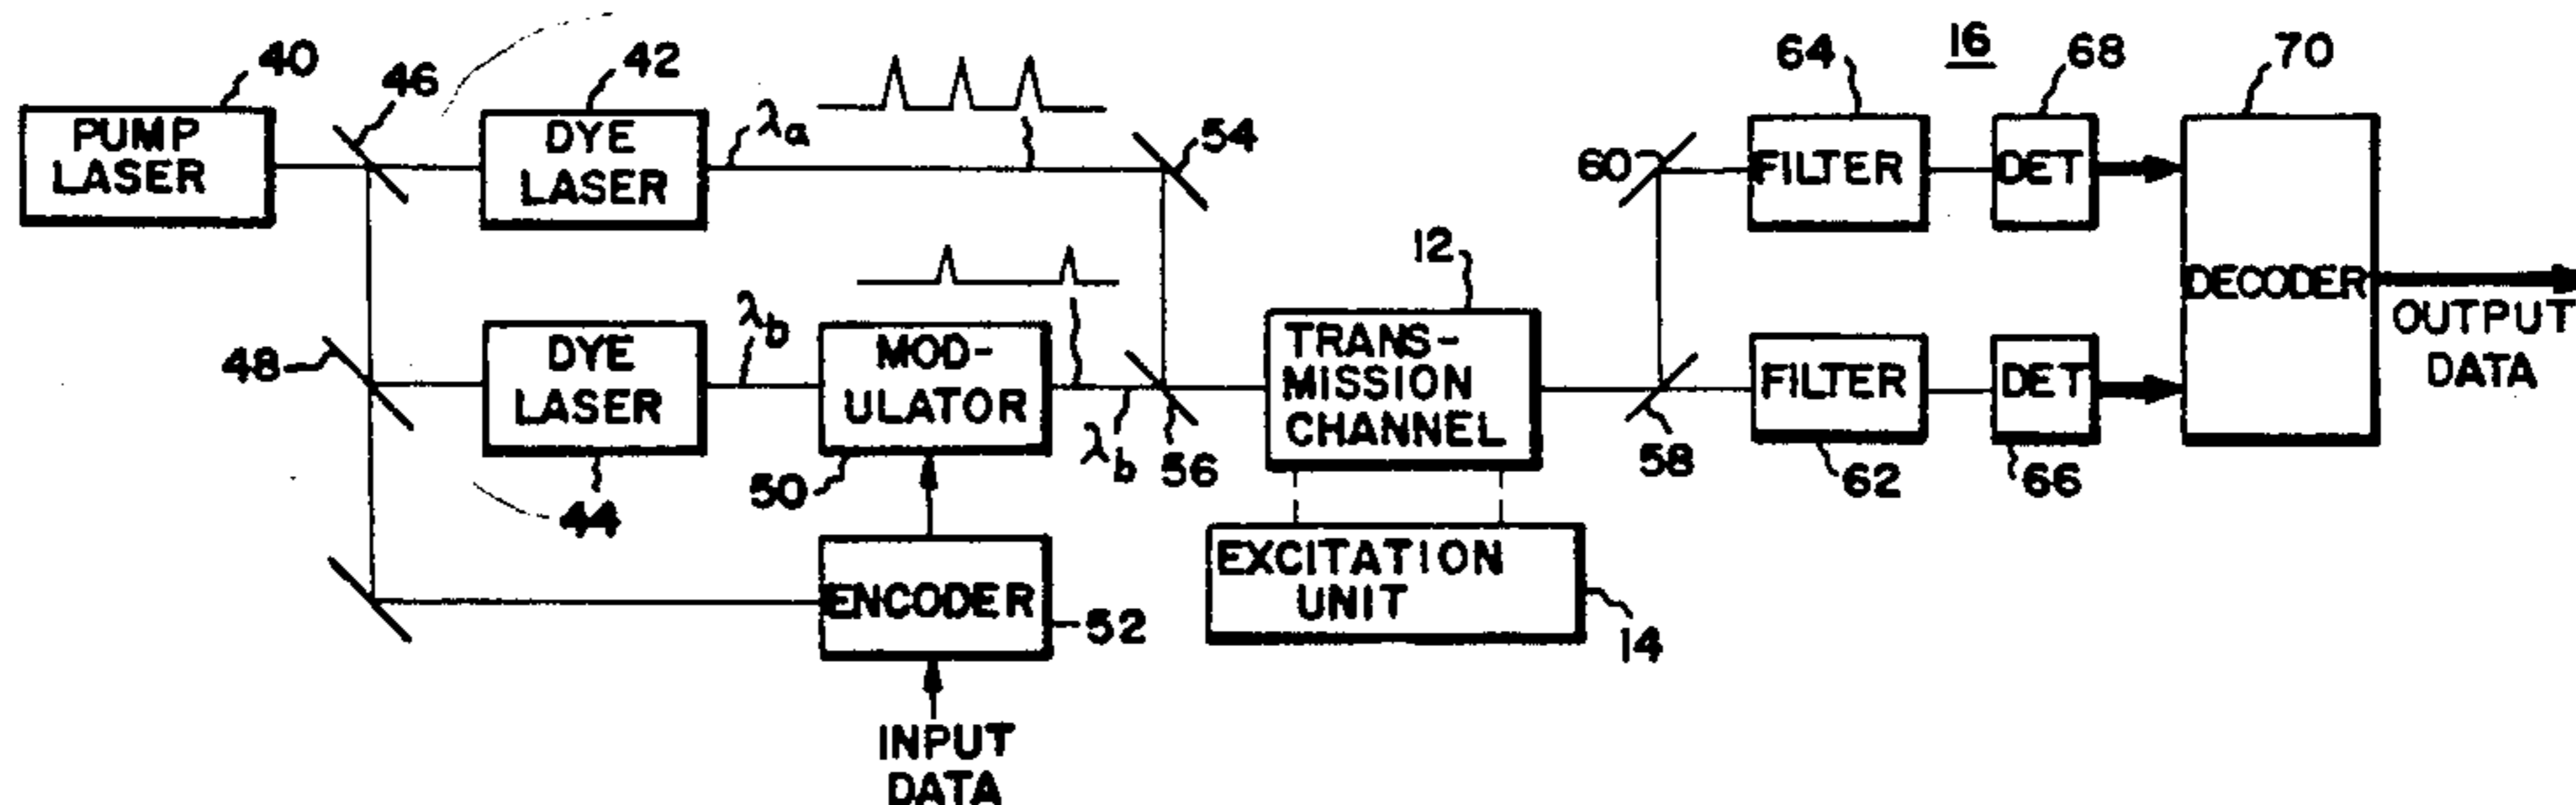 40
46
42
λa
54
64
16
68
70
PUMP
LASER
DYE
LASER
60
FILTER
DET
12
48
DYE
LASER
λb
MOD-
ULATOR
λb
56
TRANS-
MISSION
CHANNEL
58
FILTER
DET
DECODER
OUTPUT
DATA
44
50
62
66
ENCODER
52
EXCITATION
UNIT
14
INPUT
DATA